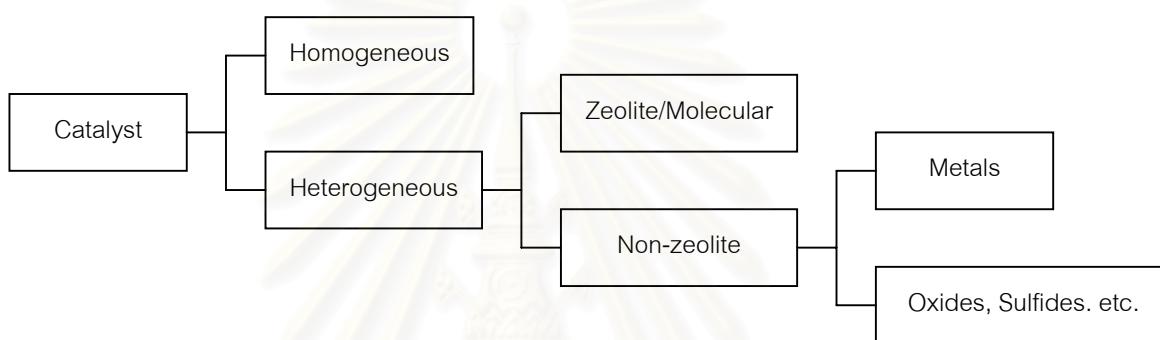 Homogeneous
Catalyst
Heterogeneous
Zeolite/Molecular
Non-zeolite
Metals
Oxides, Sulfides. etc.